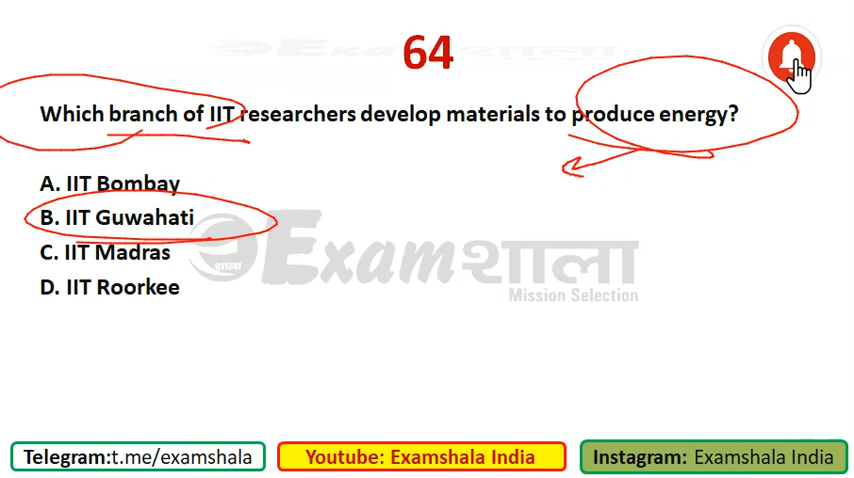 64
Which branch of IIT researchers develop materials to produce energy?
A. IIT Bombay
B. IIT Guwahati
C. IIT Madras
D. IIT Roorkee
Examशाला
शाला
Mission Selection
Telegram:t.me/examshala
Youtube: Examshala India
Instagram: Examshala India